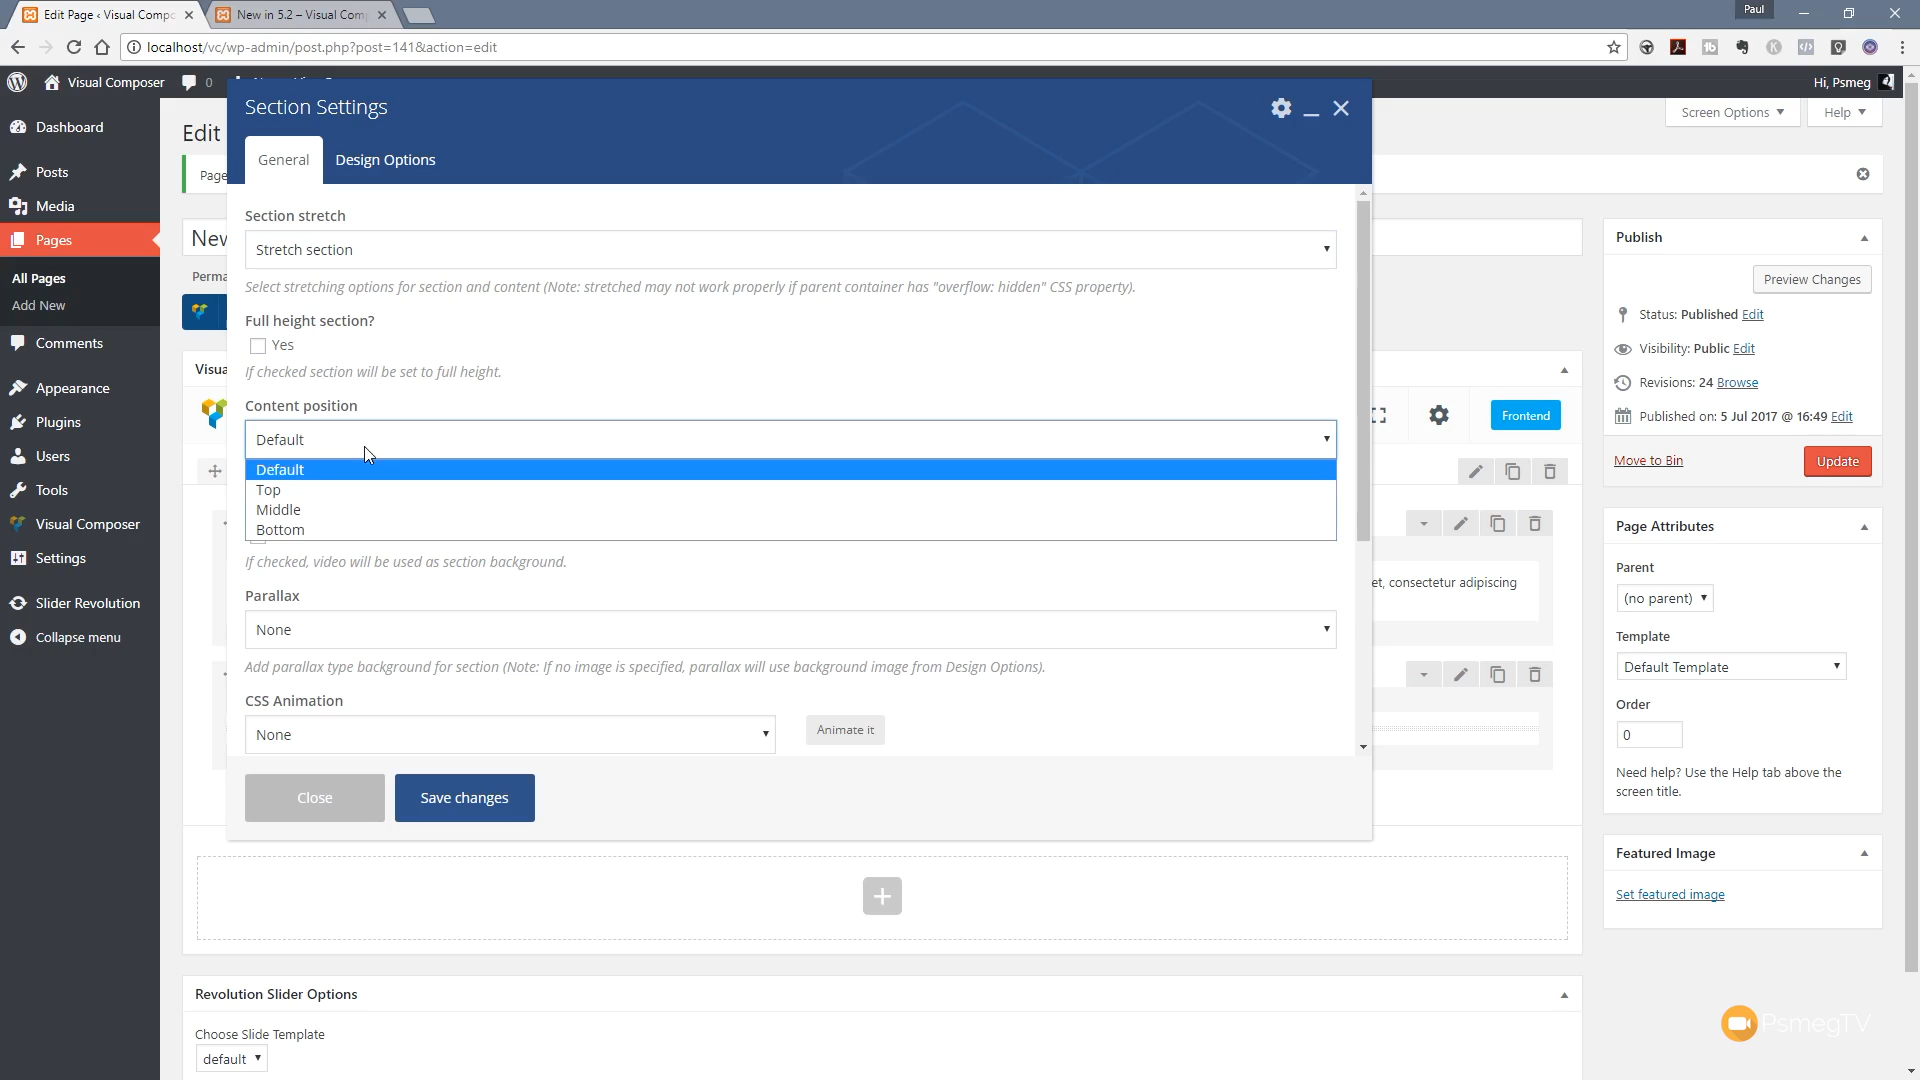 Edit Page ‹ Visual Compo
New in 5.2 – Visual Comp
Paul
localhost/vc/wp-admin/post.php?post=141&action=edit
Visual Composer
0
Hi, Psmeg
Dashboard
Posts
Media
Pages
All Pages
Add New
Comments
Appearance
Plugins
Users
Tools
Visual Composer
Settings
Slider Revolution
Collapse menu
Edit
Screen Options
Help
Page
New
Perma
Visua
Section Settings
General
Design Options
Section stretch
Stretch section
Select stretching options for section and content (Note: stretched may not work properly if parent container has "overflow: hidden" CSS property).
Full height section?
Yes
If checked section will be set to full height.
Content position
Default
Default
Top
Middle
Bottom
If checked, video will be used as section background.
Parallax
None
Add parallax type background for section (Note: If no image is specified, parallax will use background image from Design Options).
CSS Animation
None
Animate it
Close
Save changes
Frontend
et, consectetur adipiscing
Publish
Preview Changes
Status: Published Edit
Visibility: Public Edit
Revisions: 24 Browse
Published on: 5 Jul 2017 @ 16:49 Edit
Move to Bin
Update
Page Attributes
Parent
(no parent)
Template
Default Template
Order
0
Need help? Use the Help tab above the
screen title.
Featured Image
Set featured image
Revolution Slider Options
Choose Slide Template
default
PsmegTV